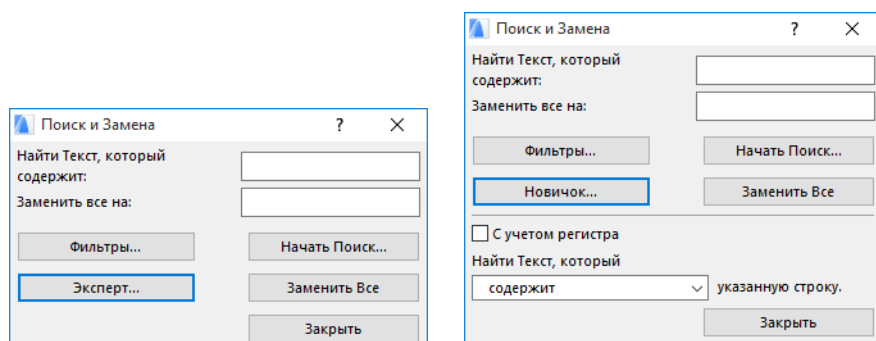 Поиск и Замена ?
Найти Текст, который
содержит:
Заменить все на:
Фильтры... Начать Поиск...
Эксперт... Заменить Все
Закрыть
Поиск и Замена ?
Найти Текст, который
содержит:
Заменить все на:
Фильтры... Начать Поиск...
Новичок... Заменить Все
С учетом регистра
Найти Текст, который
содержит указанную строку.
Закрыть